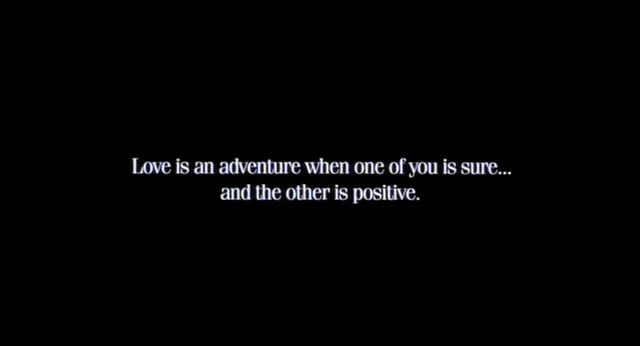 Love is an adventure when one of you is sure...
and the other is positive.